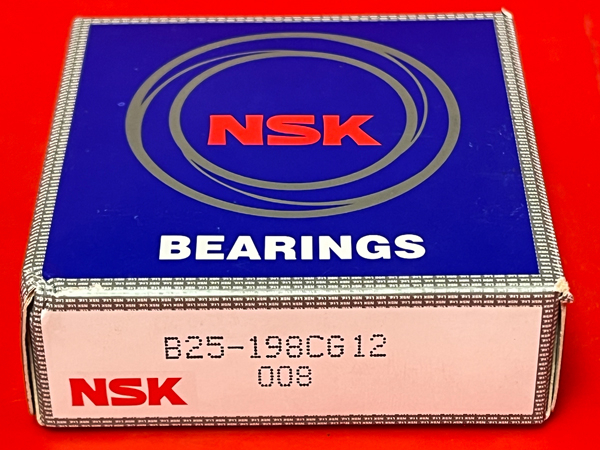 NSK
BEARINGS
B25-198CG12
008
NSK